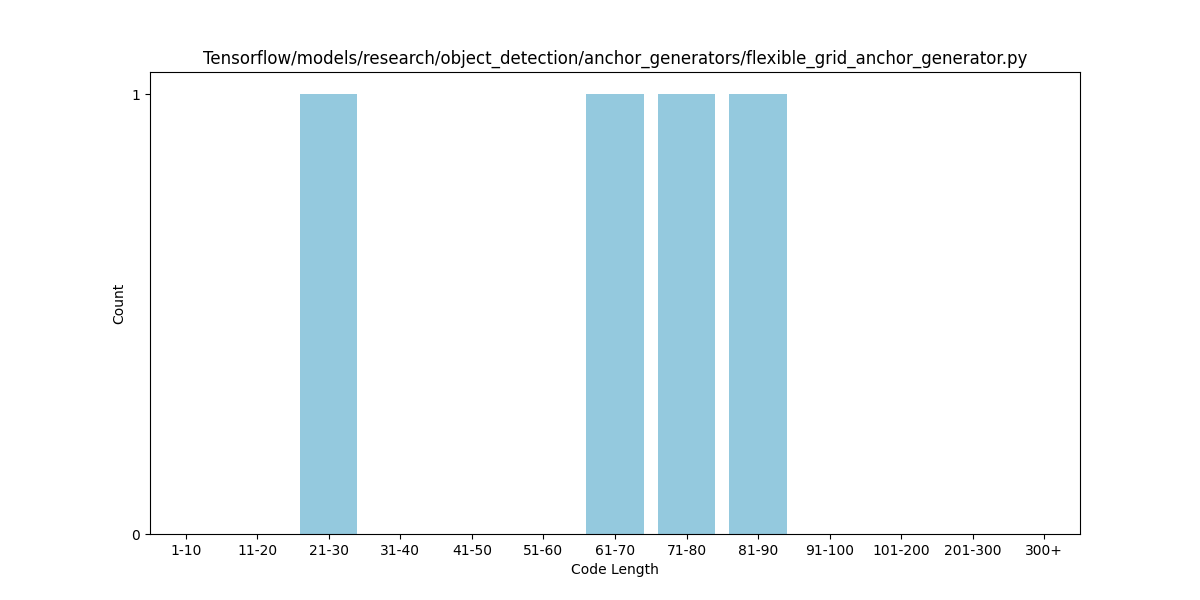 Tensorflow/models/research/object_detection/anchor_generators/flexible_grid_anchor_generator.py
1
Count
0
1-10 11-20 21-30 31-40 41-50 51-60 61-70 71-80 81-90 91-100 101-200 201-300 300+
Code Length